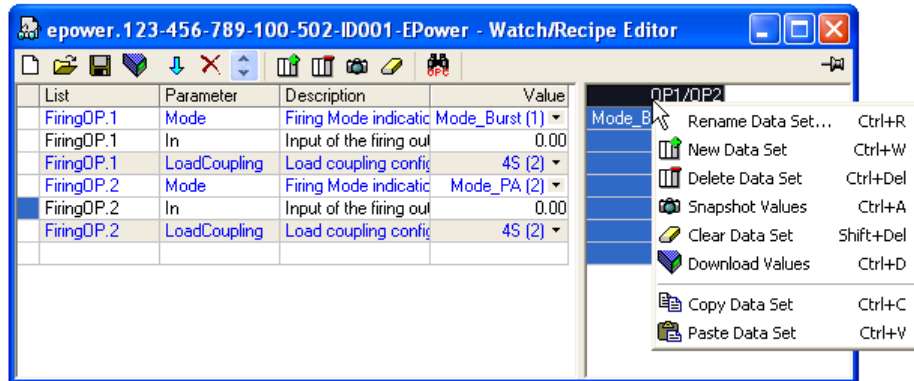 epower.123-456-789-100-502-ID001-EPower - Watch/Recipe Editor
OPC
List Parameter Description Value OP1/OP2
FiringOP.1 Mode Firing Mode indicatic Mode_Burst (1) Mode_B
FiringOP.1 In Input of the firing out 0.00
FiringOP.1 LoadCoupling Load coupling config 4S (2)
FiringOP.2 Mode Firing Mode indicatic Mode_PA (2)
FiringOP.2 In Input of the firing out 0.00
FiringOP.2 LoadCoupling Load coupling config 4S (2)
Rename Data Set... Ctrl+R
New Data Set Ctrl+W
Delete Data Set Ctrl+Del
Snapshot Values Ctrl+A
Clear Data Set Shift+Del
Download Values Ctrl+D
Copy Data Set Ctrl+C
Paste Data Set Ctrl+V